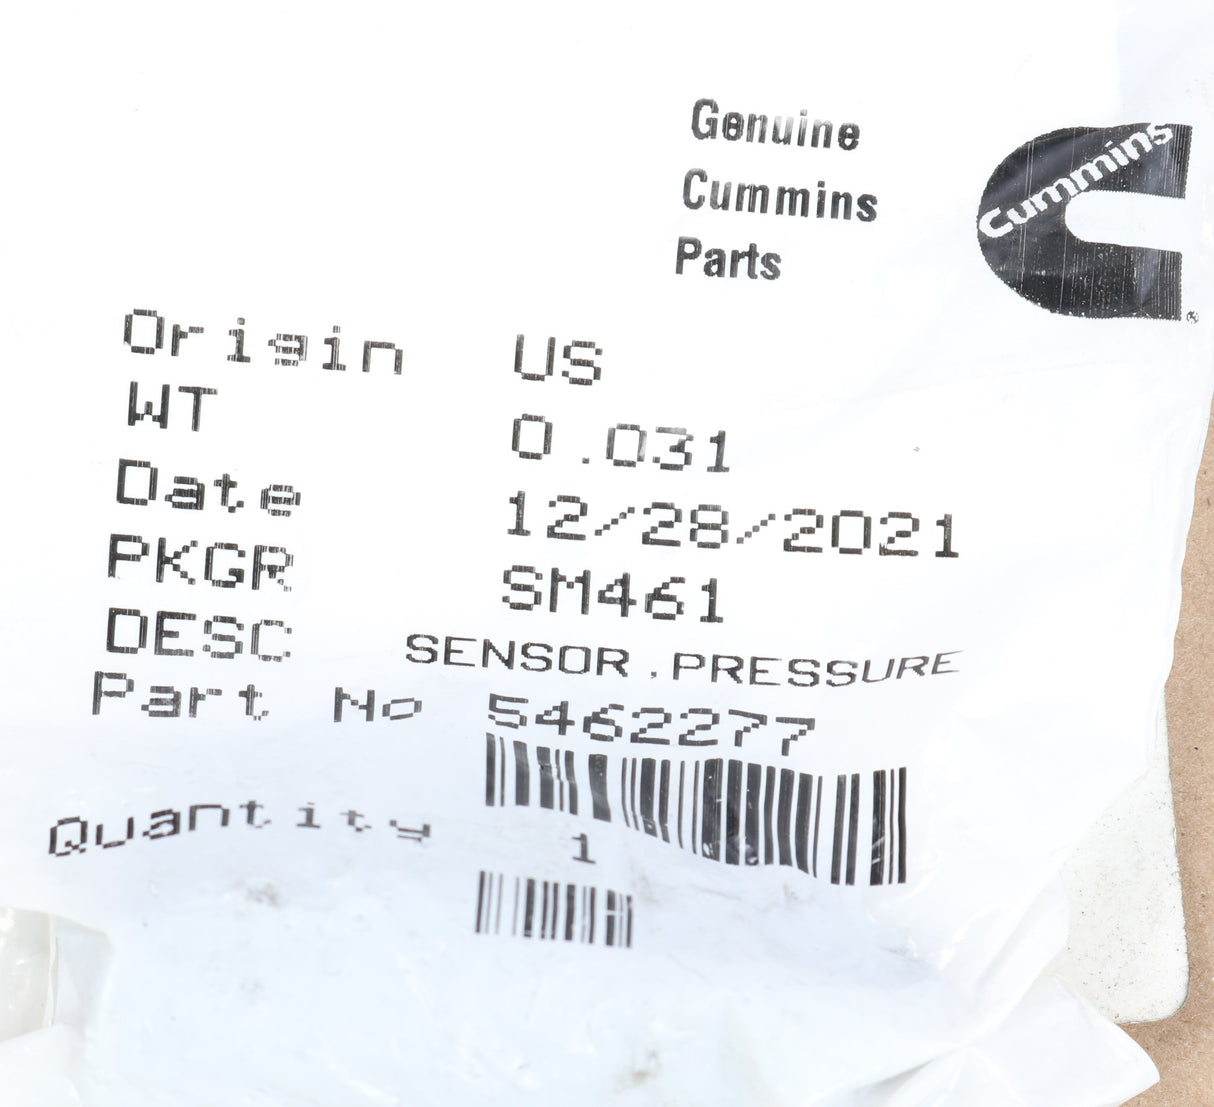 Genuine
Cummins
Parts
Cummins
®
Origin US
WT 0.031
Date 12/28/2021
PKGR SM461
DESC SENSOR,PRESSURE
Part No 5462277
Quantity 1